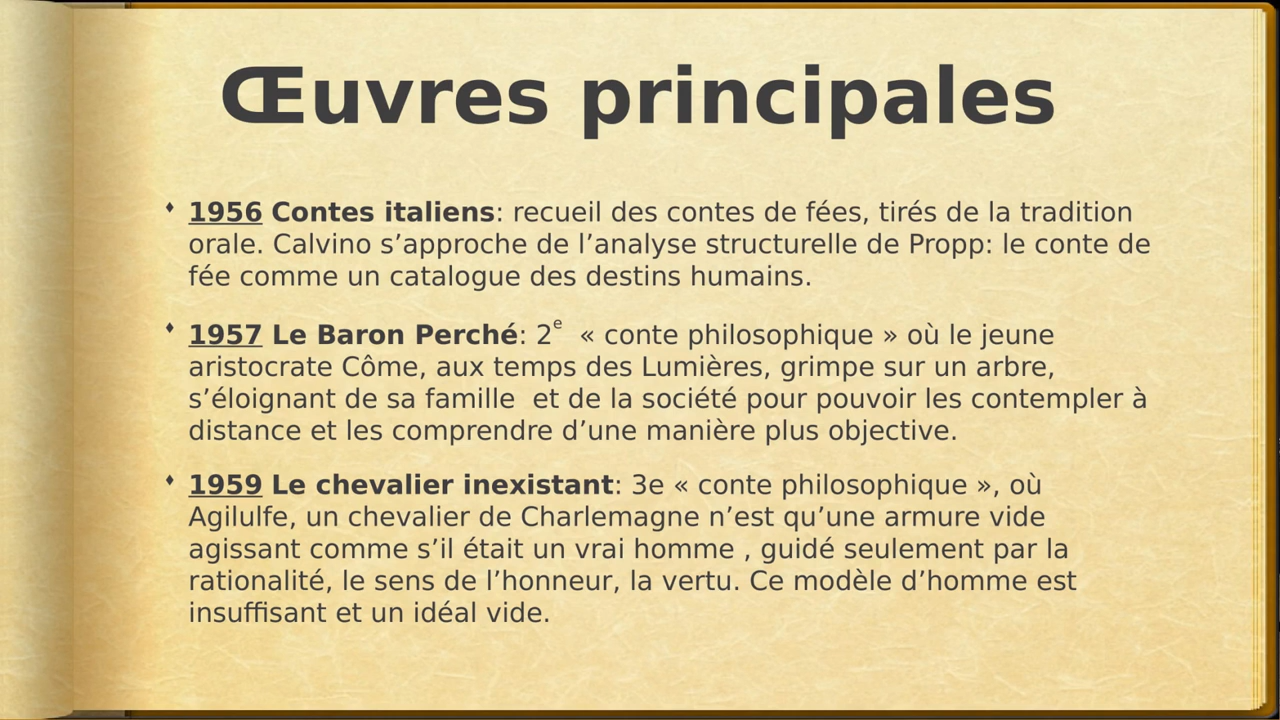 Œuvres principales
1956 Contes italiens: recueil des contes de fées, tirés de la tradition
orale. Calvino s’approche de l’analyse structurelle de Propp: le conte de
fée comme un catalogue des destins humains.
1957 Le Baron Perché: 2e  « conte philosophique » où le jeune
aristocrate Côme, aux temps des Lumières, grimpe sur un arbre,
s’éloignant de sa famille  et de la société pour pouvoir les contempler à
distance et les comprendre d’une manière plus objective.
1959 Le chevalier inexistant: 3e « conte philosophique », où
Agilulfe, un chevalier de Charlemagne n’est qu’une armure vide
agissant comme s’il était un vrai homme , guidé seulement par la
rationalité, le sens de l’honneur, la vertu. Ce modèle d’homme est
insuffisant et un idéal vide.